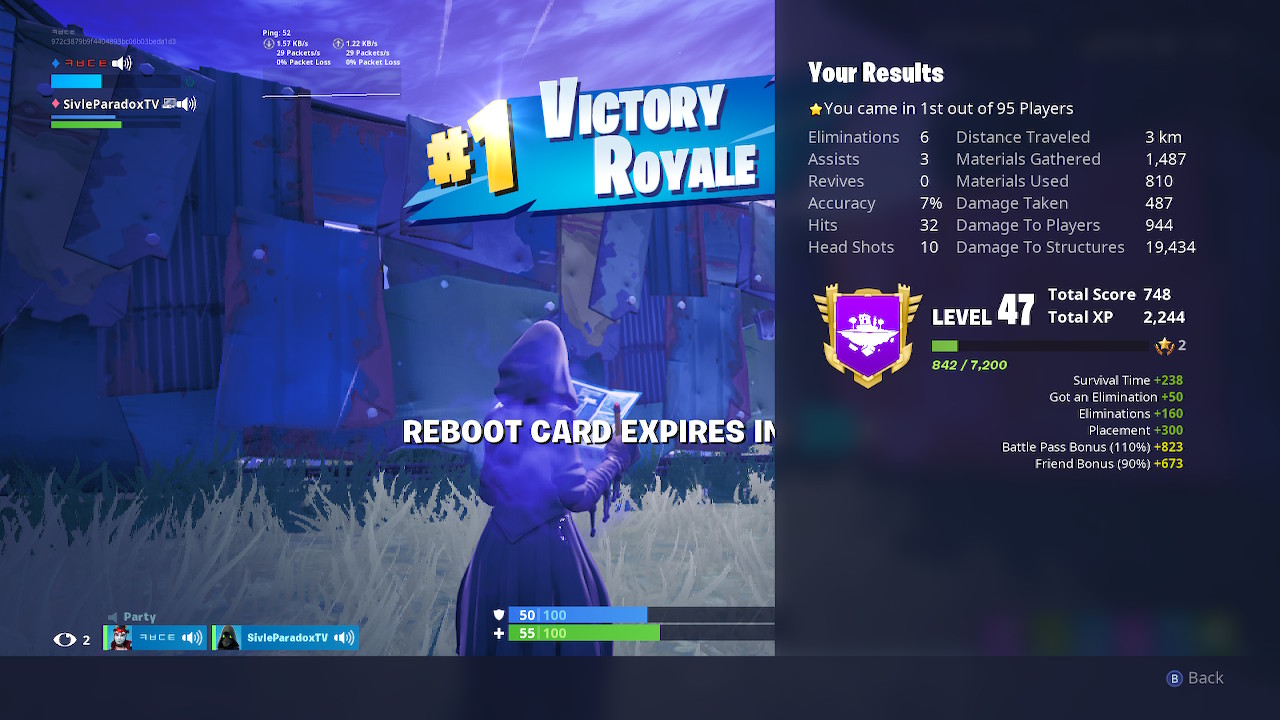 972c3879b9f4404893bc06b03beda1d3
SivleParadoxTV
Ping: 52
1.57 KB/s 1.22 KB/s
29 Packets/s 29 Packets/s
0% Packet Loss 0% Packet Loss
#1 VICTORY
ROYALE
REBOOT CARD EXPIRES IN
50 | 100
55 | 100
Party
2
SivleParadoxTV
Your Results
You came in 1st out of 95 Players
Eliminations 6 Distance Traveled 3 km
Assists 3 Materials Gathered 1,487
Revives 0 Materials Used 810
Accuracy 7% Damage Taken 487
Hits 32 Damage To Players 944
Head Shots 10 Damage To Structures 19,434
LEVEL 47
Total Score 748
Total XP 2,244
2
842 / 7,200
Survival Time +238
Got an Elimination +50
Eliminations +160
Placement +300
Battle Pass Bonus (110%) +823
Friend Bonus (90%) +673
B Back